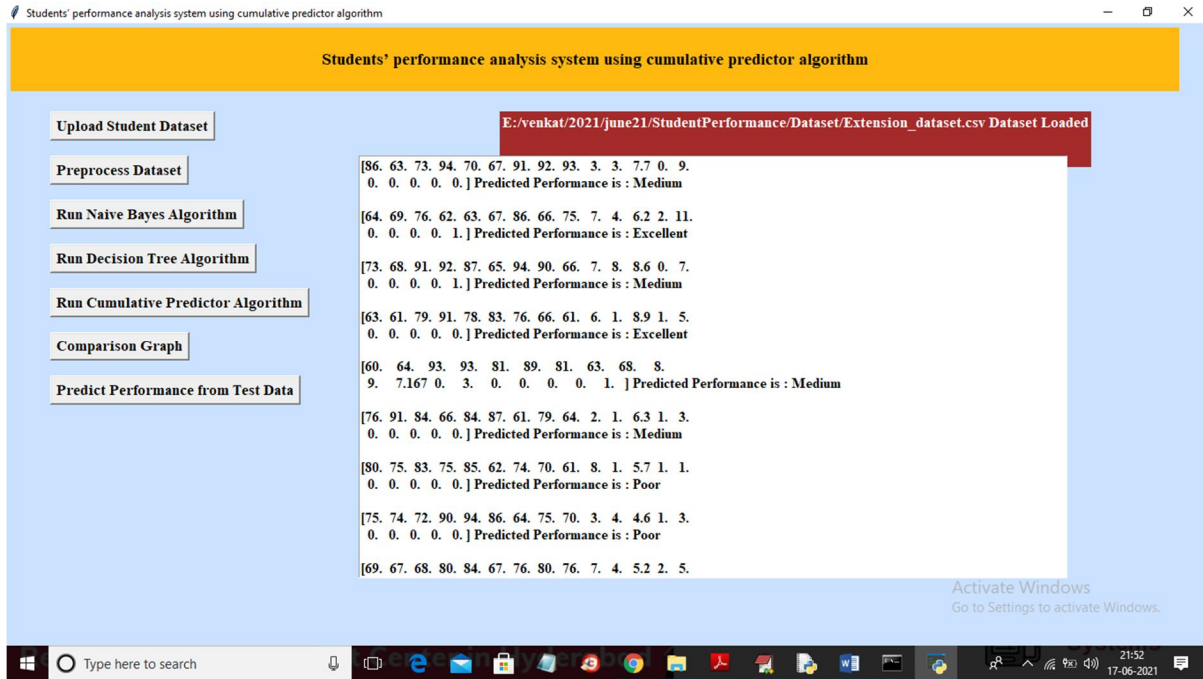 Students' performance analysis system using cumulative predictor algorithm
Students' performance analysis system using cumulative predictor algorithm
Upload Student Dataset
Preprocess Dataset
Run Naive Bayes Algorithm
Run Decision Tree Algorithm
Run Cumulative Predictor Algorithm
Comparison Graph
Predict Performance from Test Data
E:/venkat/2021/june21/StudentPerformance/Dataset/Extension_dataset.csv Dataset Loaded
[86. 63. 73. 94. 70. 67. 91. 92. 93. 3. 3. 7.7 0. 9.
0. 0. 0. 0. 0. ] Predicted Performance is : Medium
[64. 69. 76. 62. 63. 67. 86. 66. 75. 7. 4. 6.2 2. 11.
0. 0. 0. 0. 1. ] Predicted Performance is : Excellent
[73. 68. 91. 92. 87. 65. 94. 90. 66. 7. 8. 8.6 0. 7.
0. 0. 0. 0. 1. ] Predicted Performance is : Medium
[63. 61. 79. 91. 78. 83. 76. 66. 61. 6. 1. 8.9 1. 5.
0. 0. 0. 0. 0. ] Predicted Performance is : Excellent
[60. 64. 93. 93. 81. 89. 81. 63. 68. 8.
9. 7.167 0. 3. 0. 0. 0. 0. 1. ] Predicted Performance is : Medium
[76. 91. 84. 66. 84. 87. 61. 79. 64. 2. 1. 6.3 1. 3.
0. 0. 0. 0. 0. ] Predicted Performance is : Medium
[80. 75. 83. 75. 85. 62. 74. 70. 61. 8. 1. 5.7 1. 1.
0. 0. 0. 0. 0. ] Predicted Performance is : Poor
[75. 74. 72. 90. 94. 86. 64. 75. 70. 3. 4. 4.6 1. 3.
0. 0. 0. 0. 0. ] Predicted Performance is : Poor
[69. 67. 68. 80. 84. 67. 76. 80. 76. 7. 4. 5.2 2. 5.
Activate Windows
Go to Settings to activate Windows.
Type here to search
21:52
17-06-2021